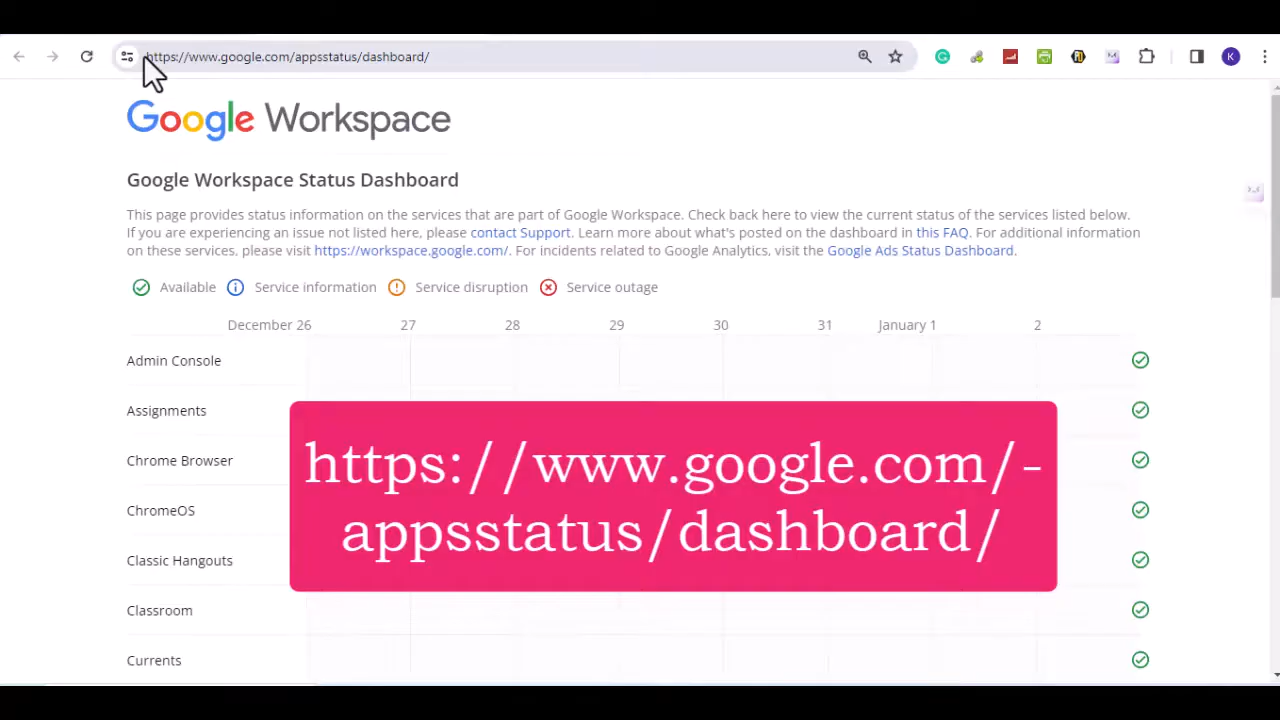 https://www.google.com/appsstatus/dashboard/
K
Google Workspace
Google Workspace Status Dashboard
This page provides status information on the services that are part of Google Workspace. Check back here to view the current status of the services listed below.
If you are experiencing an issue not listed here, please contact Support. Learn more about what's posted on the dashboard in this FAQ. For additional information
on these services, please visit https://workspace.google.com/. For incidents related to Google Analytics, visit the Google Ads Status Dashboard.
Available Service information Service disruption Service outage
December 26 27 28 29 30 31 January 1 2
Admin Console
Assignments
Chrome Browser
https://www.google.com/-
ChromeOS
appsstatus/dashboard/
Classic Hangouts
Classroom
Currents